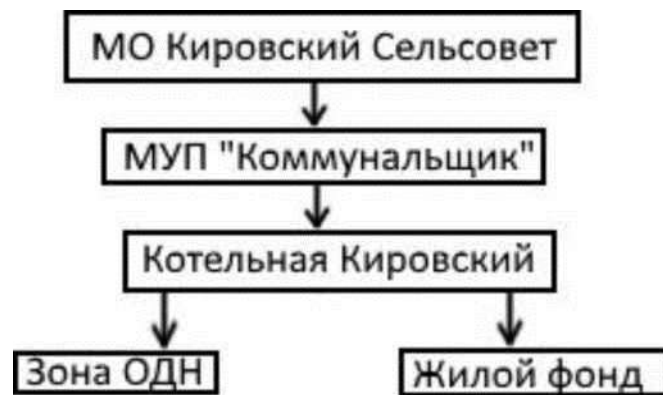 МО Кировский Сельсовет
МУП "Коммунальщик"
Котельная Кировский
Зона ОДН
Жилой фонд